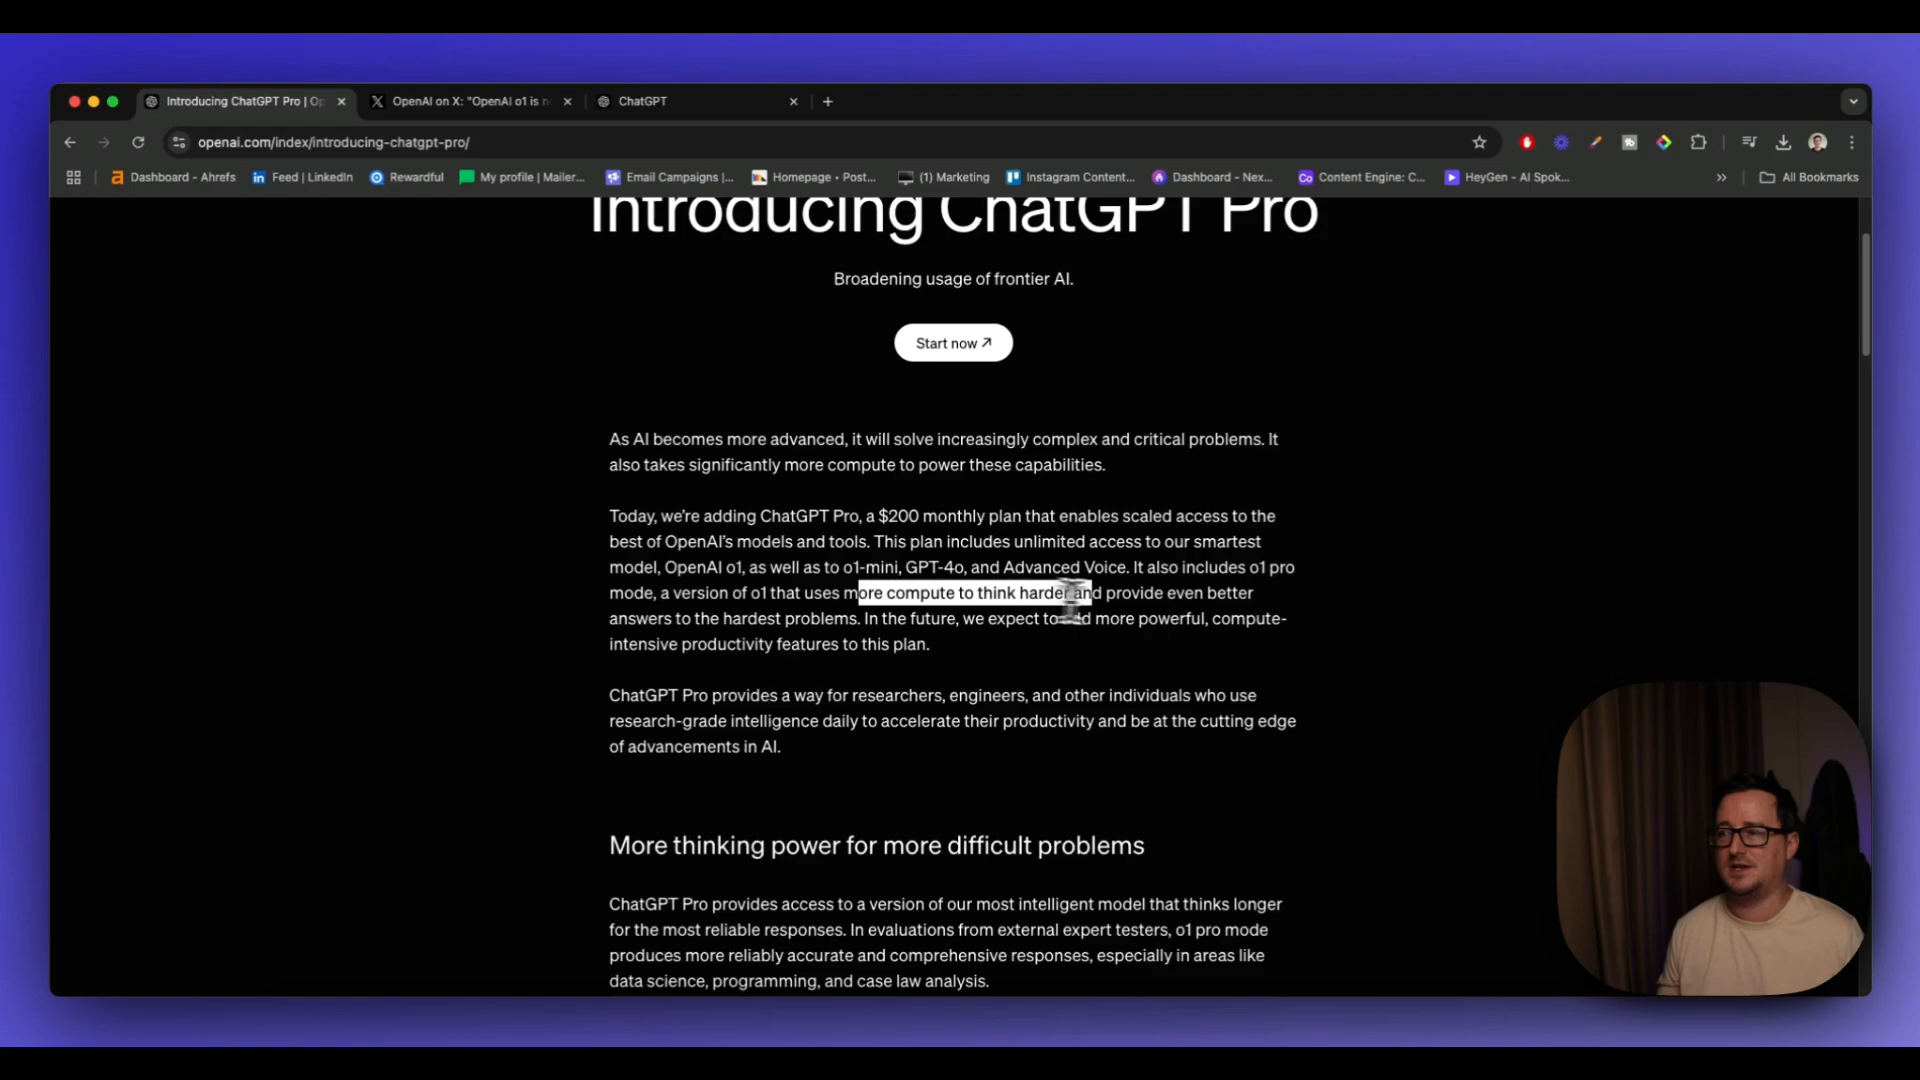 Introducing ChatGPT Pro | Op
OpenAI on X: "OpenAI o1 is n
ChatGPT
openai.com/index/introducing-chatgpt-pro/
Dashboard - Ahrefs
Feed | LinkedIn
Rewardful
My profile | Mailer...
Email Campaigns |...
Homepage • Post...
(1) Marketing
Instagram Content...
Dashboard - Nex...
Co
Content Engine: C...
HeyGen - AI Spok...
All Bookmarks
Introducing ChatGPT Pro
Broadening usage of frontier AI.
Start now ↗
As AI becomes more advanced, it will solve increasingly complex and critical problems. It
also takes significantly more compute to power these capabilities.
Today, we're adding ChatGPT Pro, a $200 monthly plan that enables scaled access to the
best of OpenAI's models and tools. This plan includes unlimited access to our smartest
model, OpenAI o1, as well as to o1-mini, GPT-4o, and Advanced Voice. It also includes o1 pro
mode, a version of o1 that uses more compute to think harder and provide even better
answers to the hardest problems. In the future, we expect to add more powerful, compute-
intensive productivity features to this plan.
ChatGPT Pro provides a way for researchers, engineers, and other individuals who use
research-grade intelligence daily to accelerate their productivity and be at the cutting edge
of advancements in AI.
More thinking power for more difficult problems
ChatGPT Pro provides access to a version of our most intelligent model that thinks longer
for the most reliable responses. In evaluations from external expert testers, o1 pro mode
produces more reliably accurate and comprehensive responses, especially in areas like
data science, programming, and case law analysis.